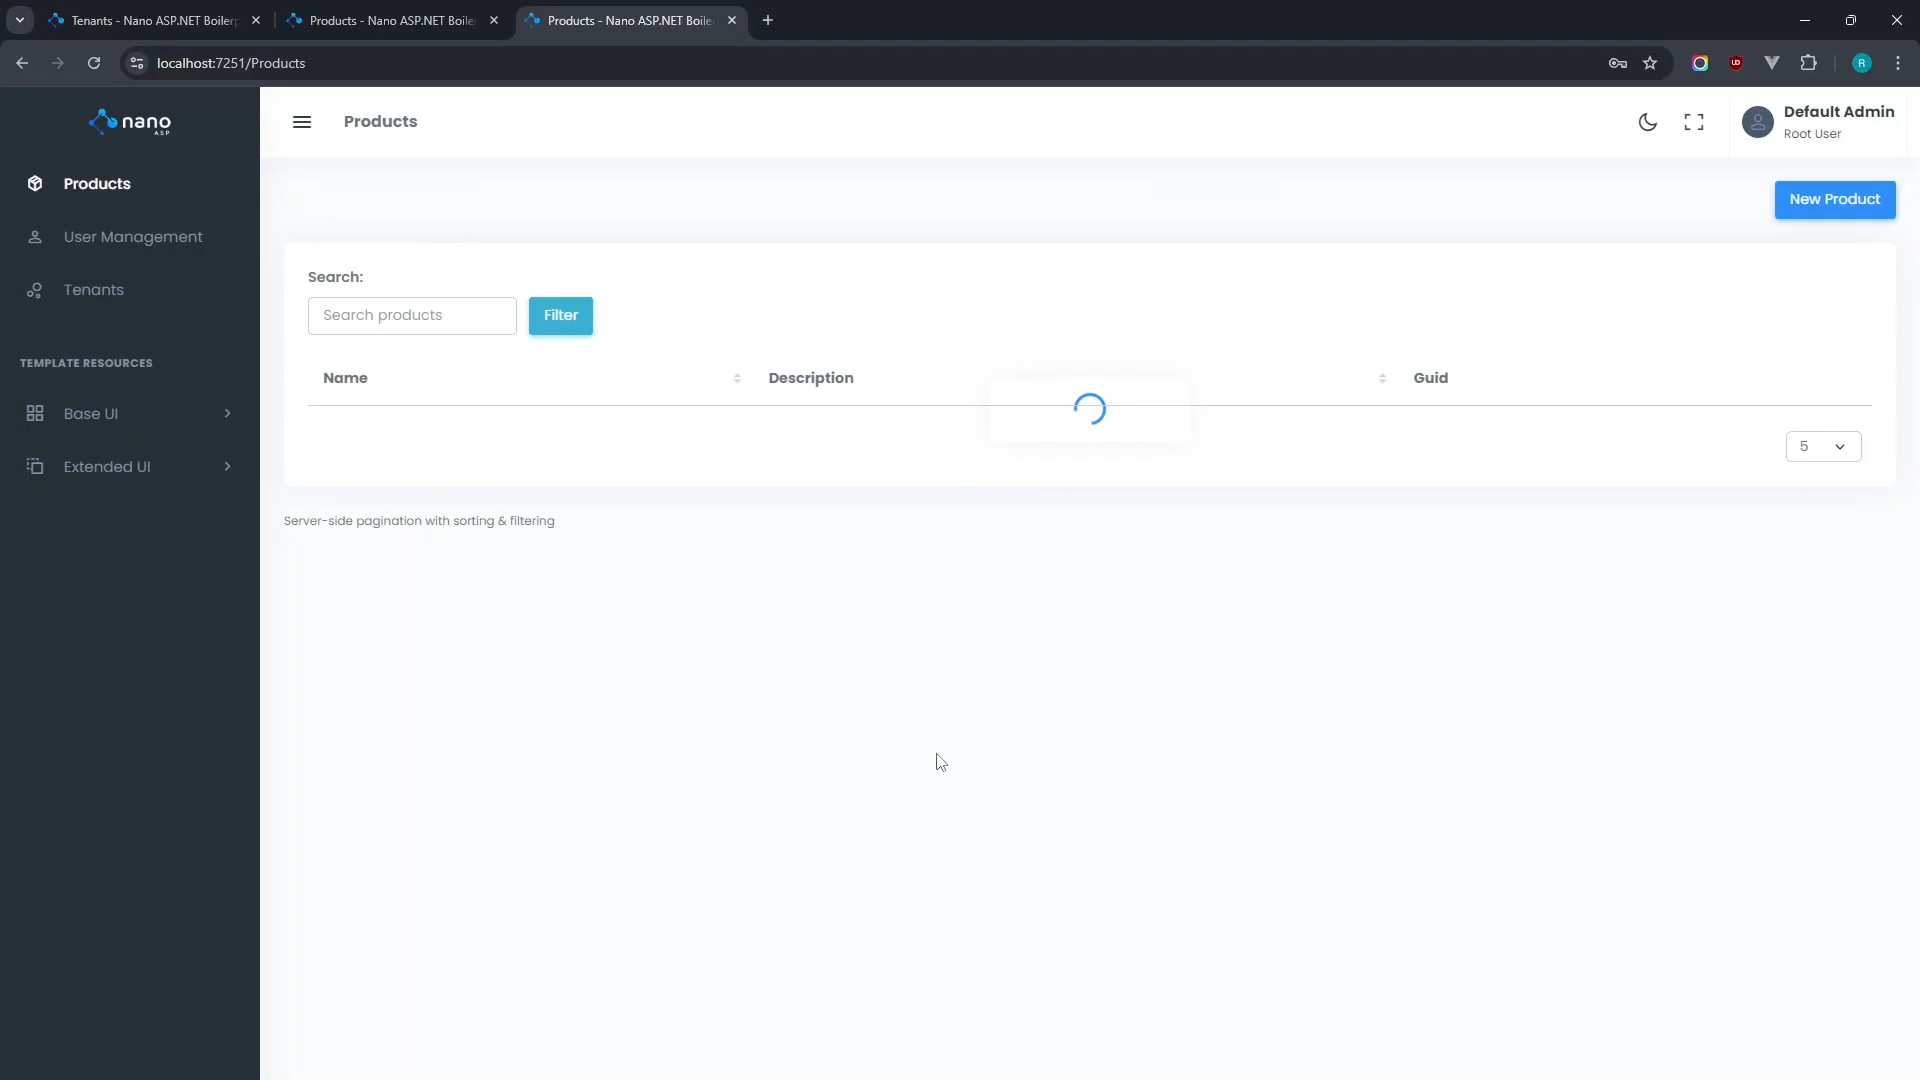 Tenants - Nano ASP.NET Boilerp
Products - Nano ASP.NET Boile
Products - Nano ASP.NET Boile
localhost:7251/Products
R
nano
ASP
Products
Default Admin
Root User
Products
User Management
Tenants
TEMPLATE RESOURCES
Base UI
Extended UI
New Product
Search:
Search products
Filter
Name
Description
Guid
5
Server-side pagination with sorting & filtering